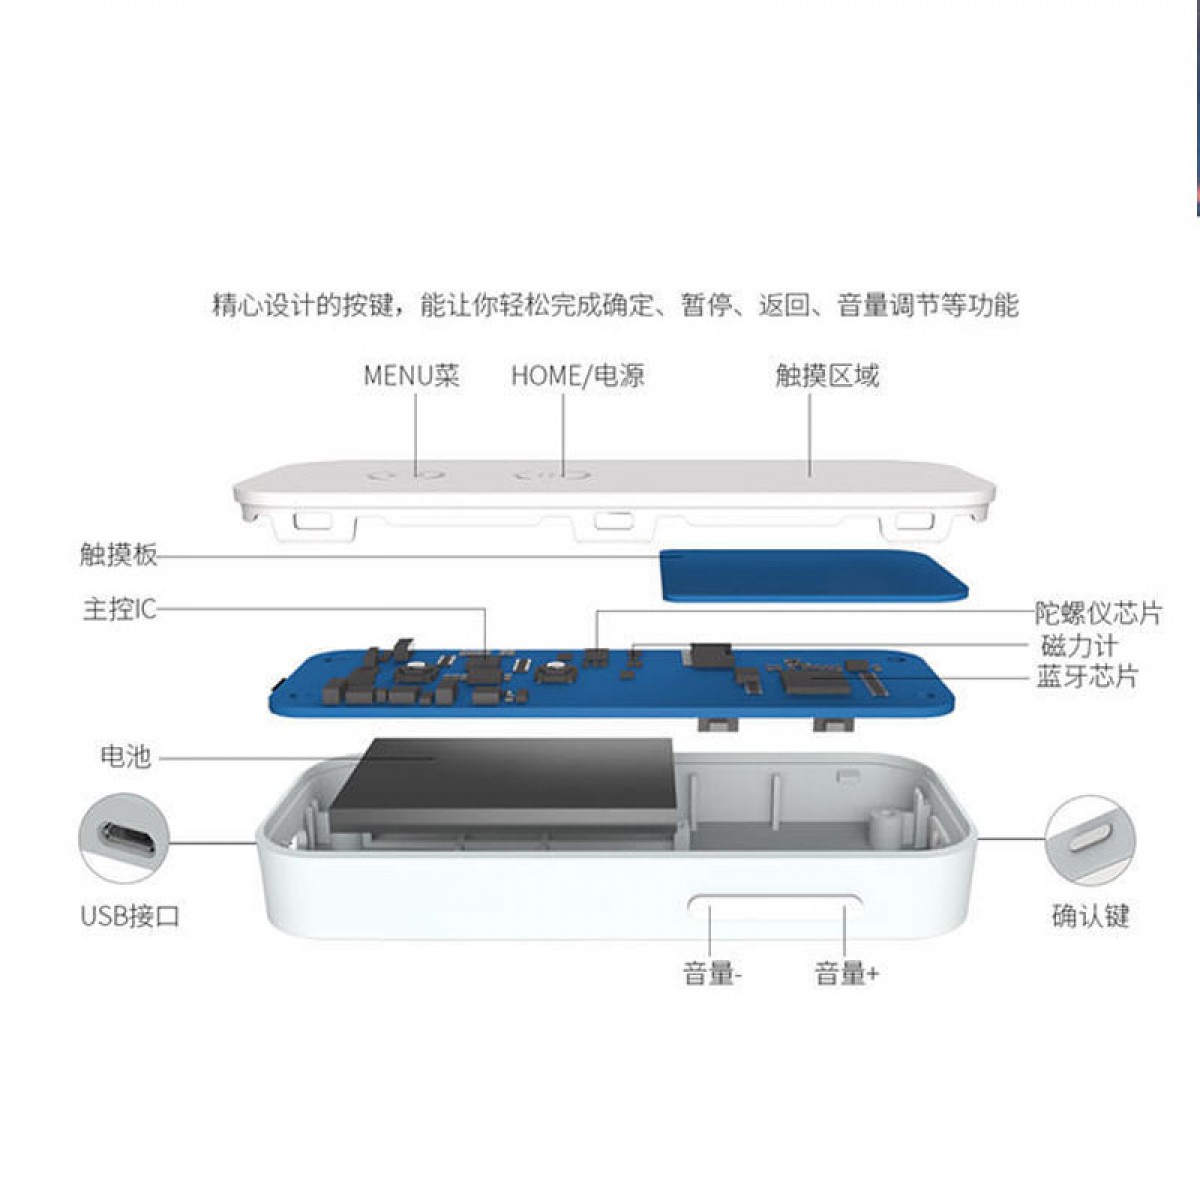 精心设计的按键，能让你轻松完成确定、暂停、返回、音量调节等功能
MENU菜
HOME/电源
触摸区域
触摸板
主控IC
陀螺仪芯片
磁力计
蓝牙芯片
电池
USB接口
确认键
音量-
音量+